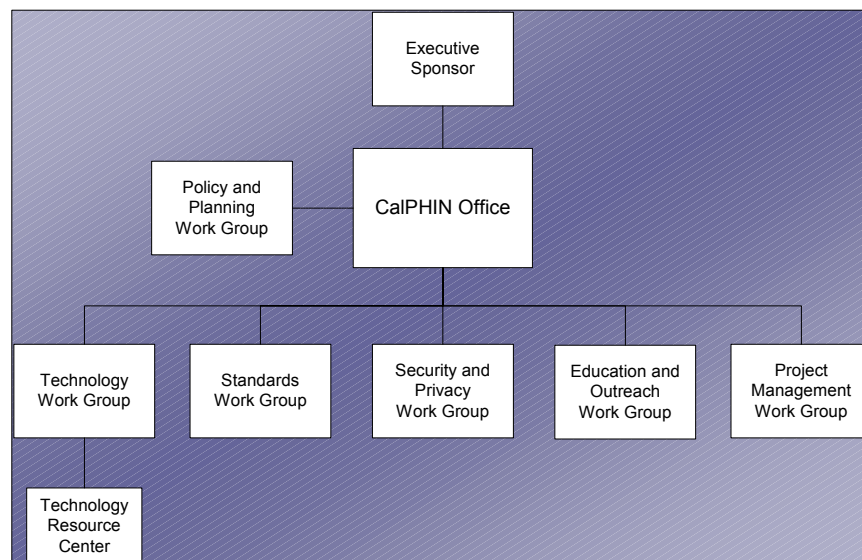 Executive
Sponsor
Policy and
Planning
Work Group
CalPHIN Office
Technology
Work Group
Standards
Work Group
Security and
Privacy
Work Group
Education and
Outreach
Work Group
Project
Management
Work Group
Technology
Resource
Center